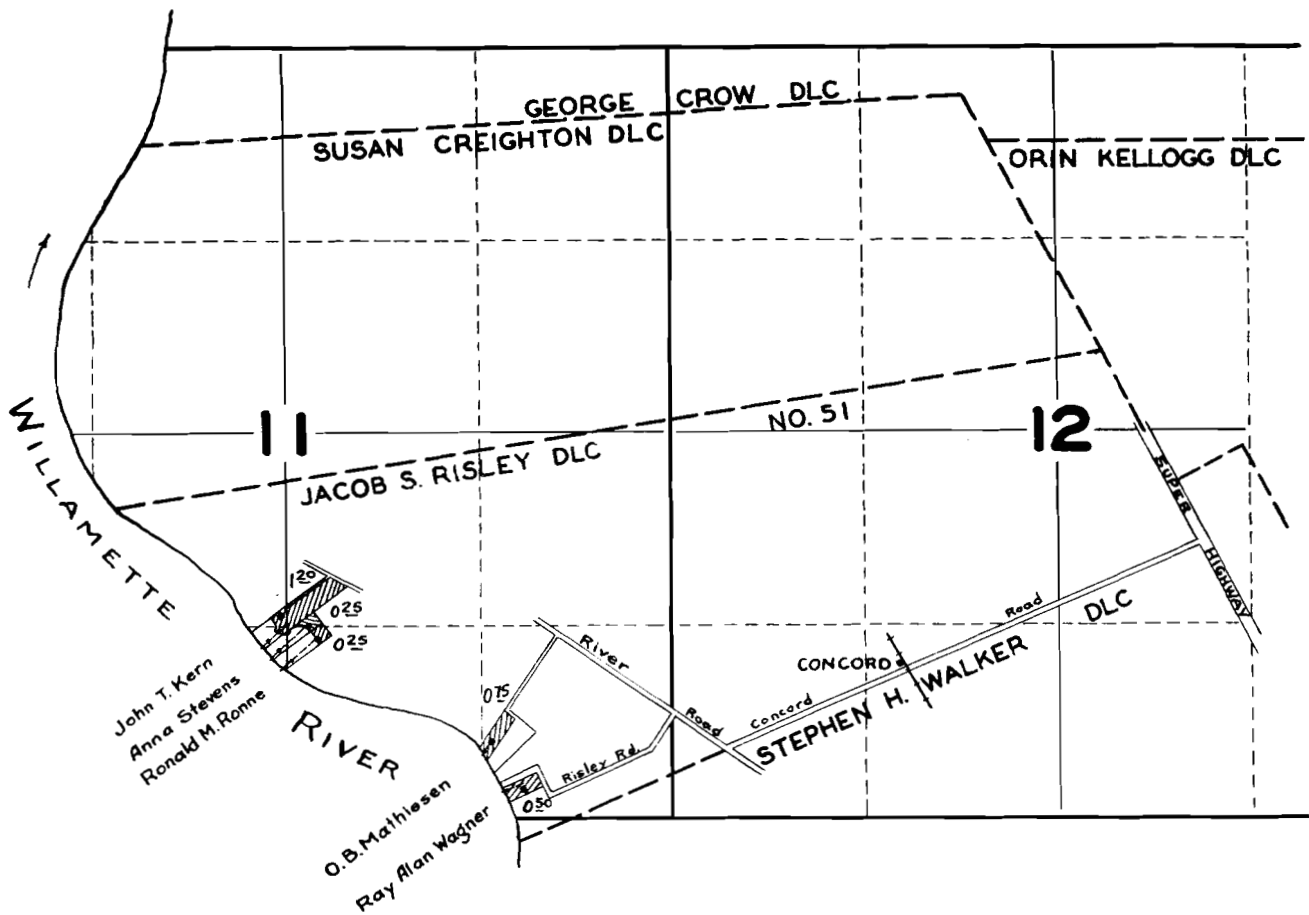 GEORGE CROW DLC
SUSAN CREIGHTON DLC
ORIN KELLOGG DLC
11
12
NO. 51
JACOB S. RISLEY DLC
WILLAMETTE
RIVER
SUPER
HIGHWAY
1 20
0 25
0 25
John T. Kern
Anna Stevens
Ronald M. Ronne
River
Road
0 75
Concord
Road
CONCORD
STEPHEN H. WALKER DLC
Risley Rd.
0 50
O.B. Mathiesen
Ray Alan Wagner